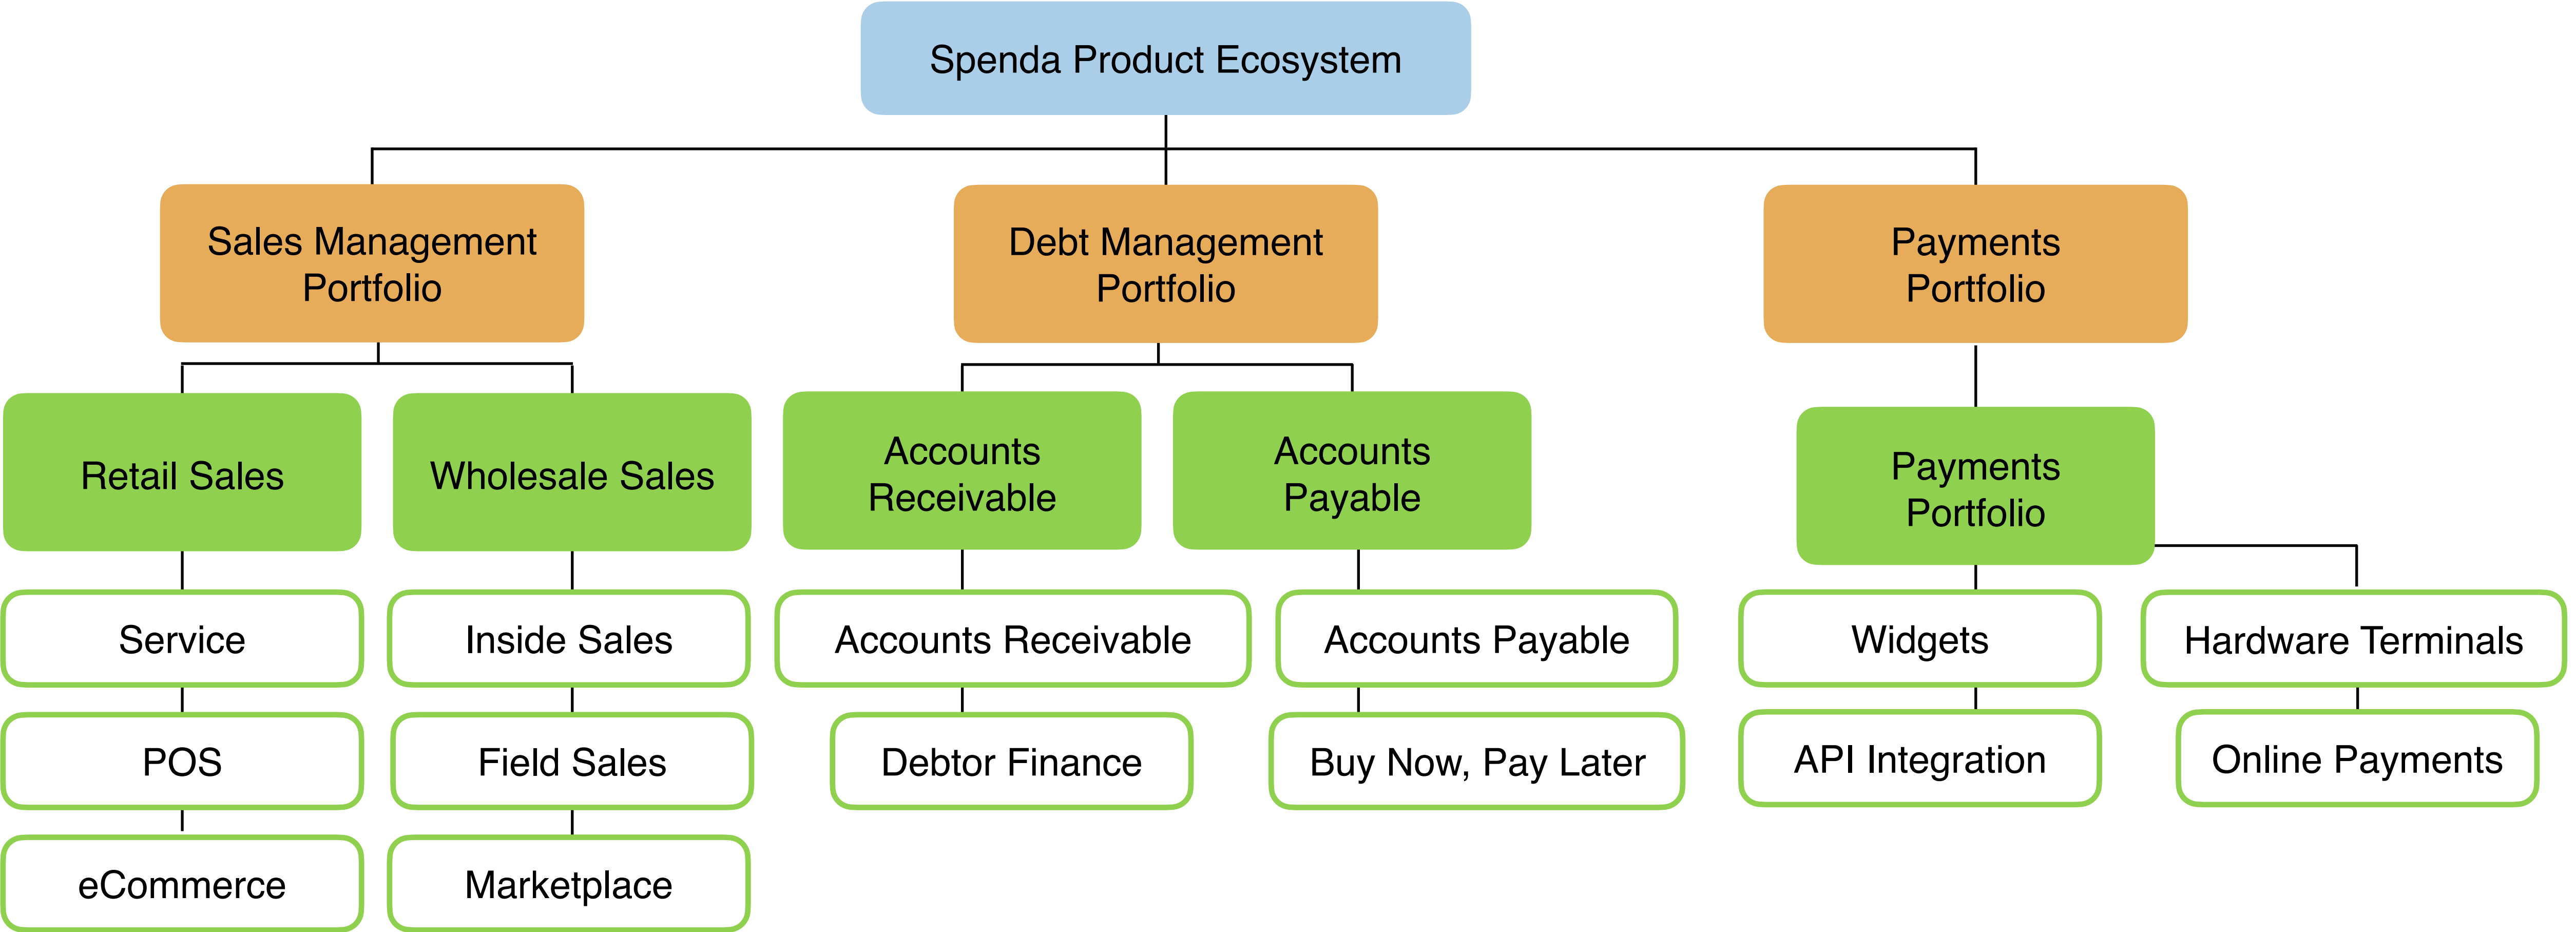 Spenda Product Ecosystem
Sales Management
Portfolio
Debt Management
Portfolio
Payments
Portfolio
Retail Sales
Wholesale Sales
Accounts
Receivable
Accounts
Payable
Payments
Portfolio
Service
Inside Sales
Accounts Receivable
Accounts Payable
Widgets
Hardware Terminals
POS
Field Sales
Debtor Finance
Buy Now, Pay Later
API Integration
Online Payments
eCommerce
Marketplace